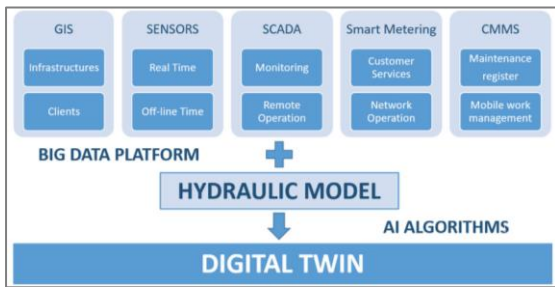 GIS
Infrastructures
Clients
SENSORS
Real Time
Off-line Time
SCADA
Monitoring
Remote
Operation
Smart Metering
Customer
Services
Network
Operation
CMMS
Maintenance
register
Mobile work
management
BIG DATA PLATFORM
HYDRAULIC MODEL
AI ALGORITHMS
DIGITAL TWIN